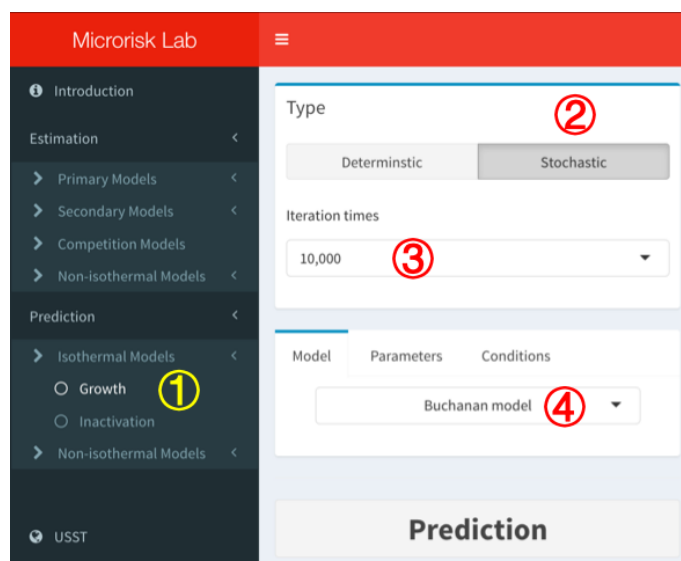 Microrisk Lab
Introduction
Estimation
Primary Models
Secondary Models
Competition Models
Non-isothermal Models
Prediction
Isothermal Models
Growth ①
Inactivation
Non-isothermal Models
USST
Type
②
Determinstic Stochastic
Iteration times
10,000 ③
Model Parameters Conditions
Buchanan model ④
Prediction